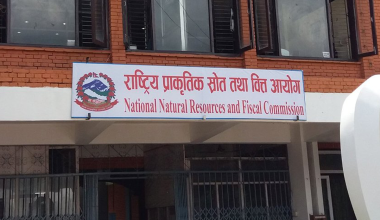 राष्ट्रिय प्राकृतिक स्रोत तथा वित्त आयोग
National Natural Resources and Fiscal Commission